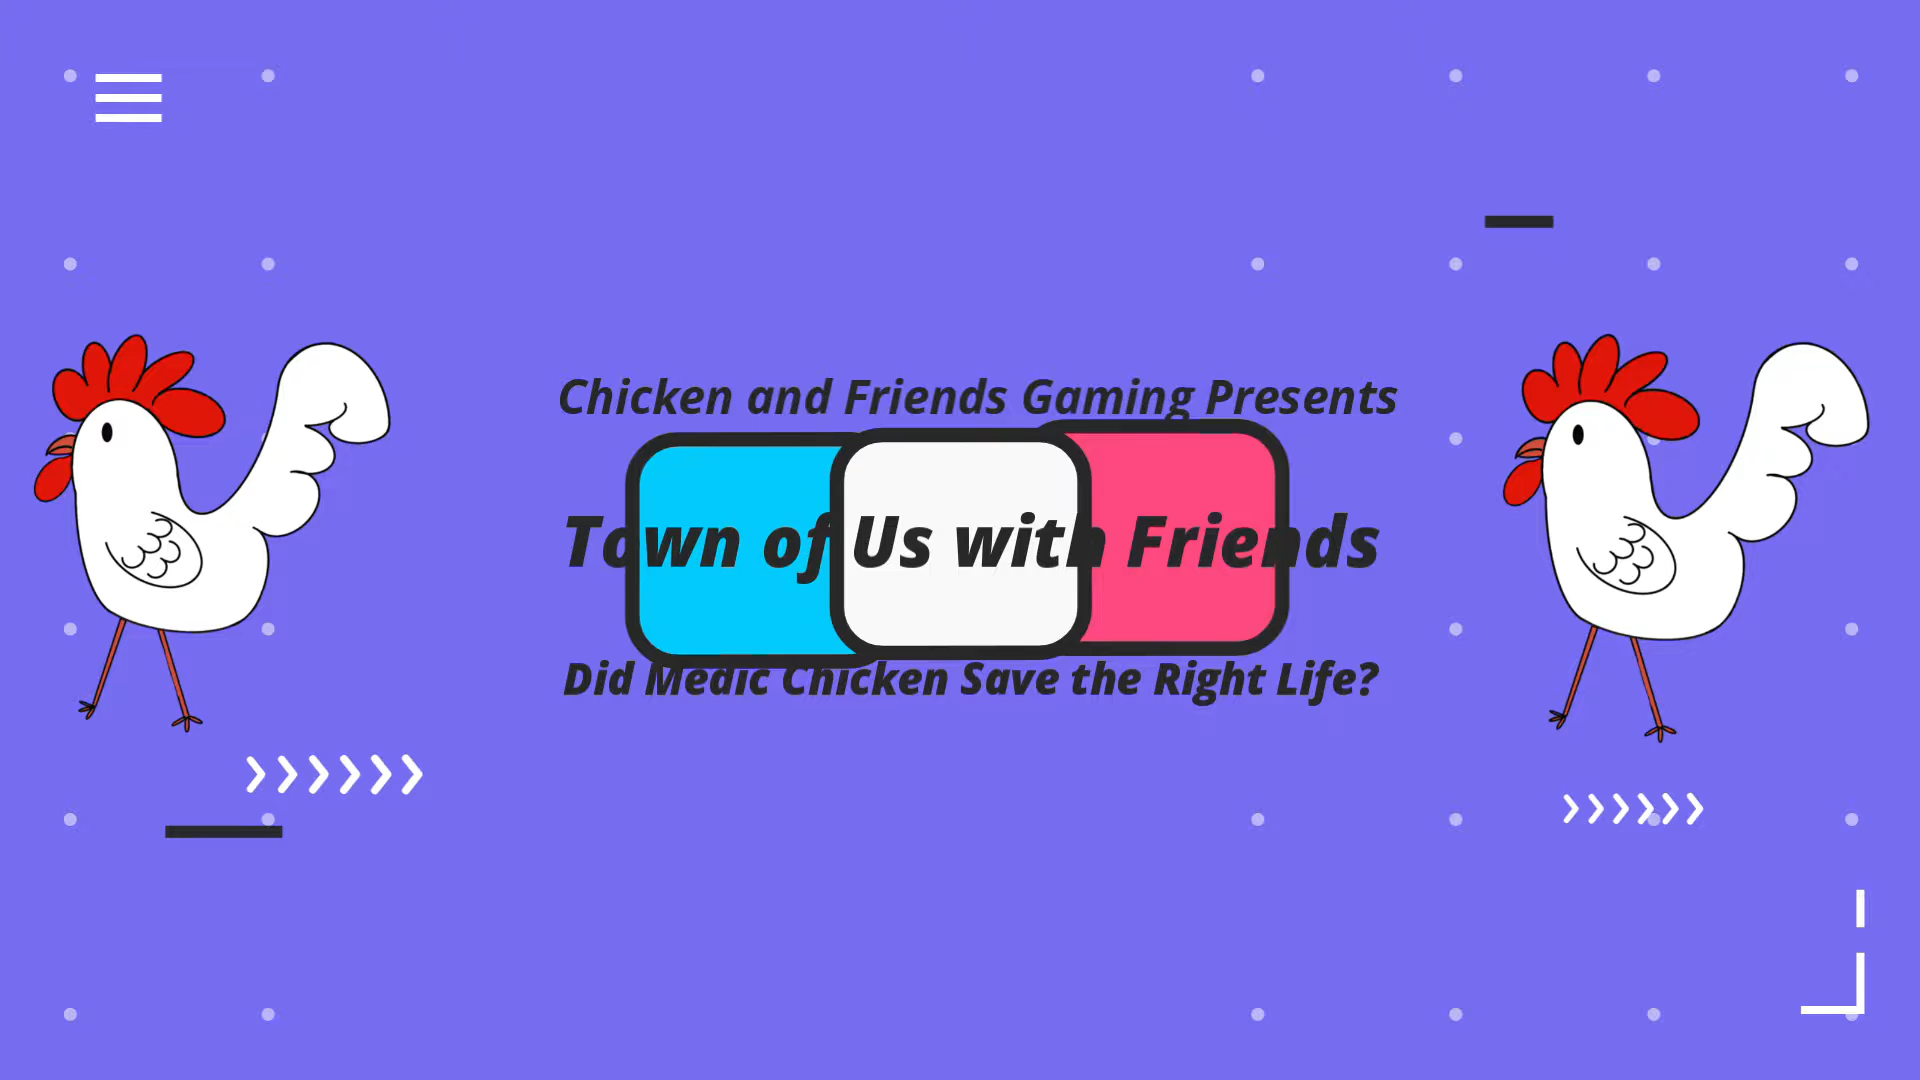 Chicken and Friends Gaming Presents
Town of Us with Friends
Did Medic Chicken Save the Right Life?